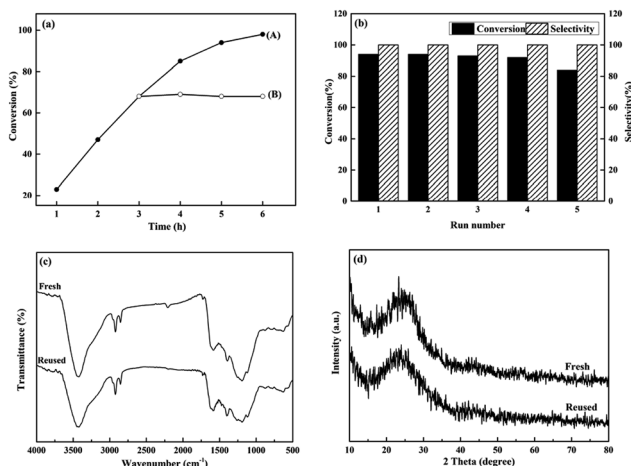 (a)
(A)
(B)
Conversion (%)
120
100
80
60
40
20
1 2 3 4 5 6
Time (h)
(b)
Conversion Selectivity
Conversion(%)
120
100
80
60
40
20
0
Selectivity(%)
120
100
80
60
40
20
0
1 2 3 4 5
Run number
(c)
Fresh
Reused
Transmittance (%)
4000 3500 3000 2500 2000 1500 1000 500
Wavenumber (cm⁻¹)
(d)
Fresh
Reused
Intensity (a.u.)
10 20 30 40 50 60 70 80
2 Theta (degree)